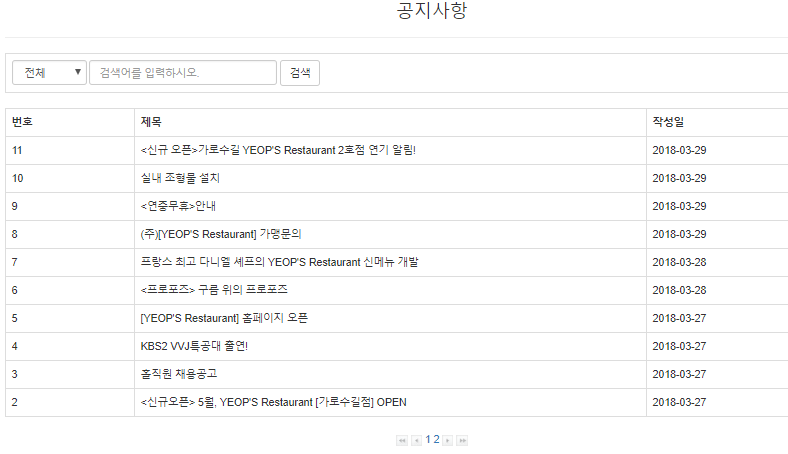 공지사항
전체 검색어를 입력하시오. 검색
번호 제목 작성일
11 <신규 오픈>가로수길 YEOP'S Restaurant 2호점 연기 알림! 2018-03-29
10 실내 조형물 설치 2018-03-29
9 <연중무휴>안내 2018-03-29
8 (주)[YEOP'S Restaurant] 가맹문의 2018-03-29
7 프랑스 최고 다니엘 셰프의 YEOP'S Restaurant 신메뉴 개발 2018-03-28
6 <프로포즈> 구름 위의 프로포즈 2018-03-28
5 [YEOP'S Restaurant] 홈페이지 오픈 2018-03-27
4 KBS2 VVJ특공대 출연! 2018-03-27
3 홀직원 채용공고 2018-03-27
2 <신규오픈> 5월, YEOP'S Restaurant [가로수길점] OPEN 2018-03-27
1 2